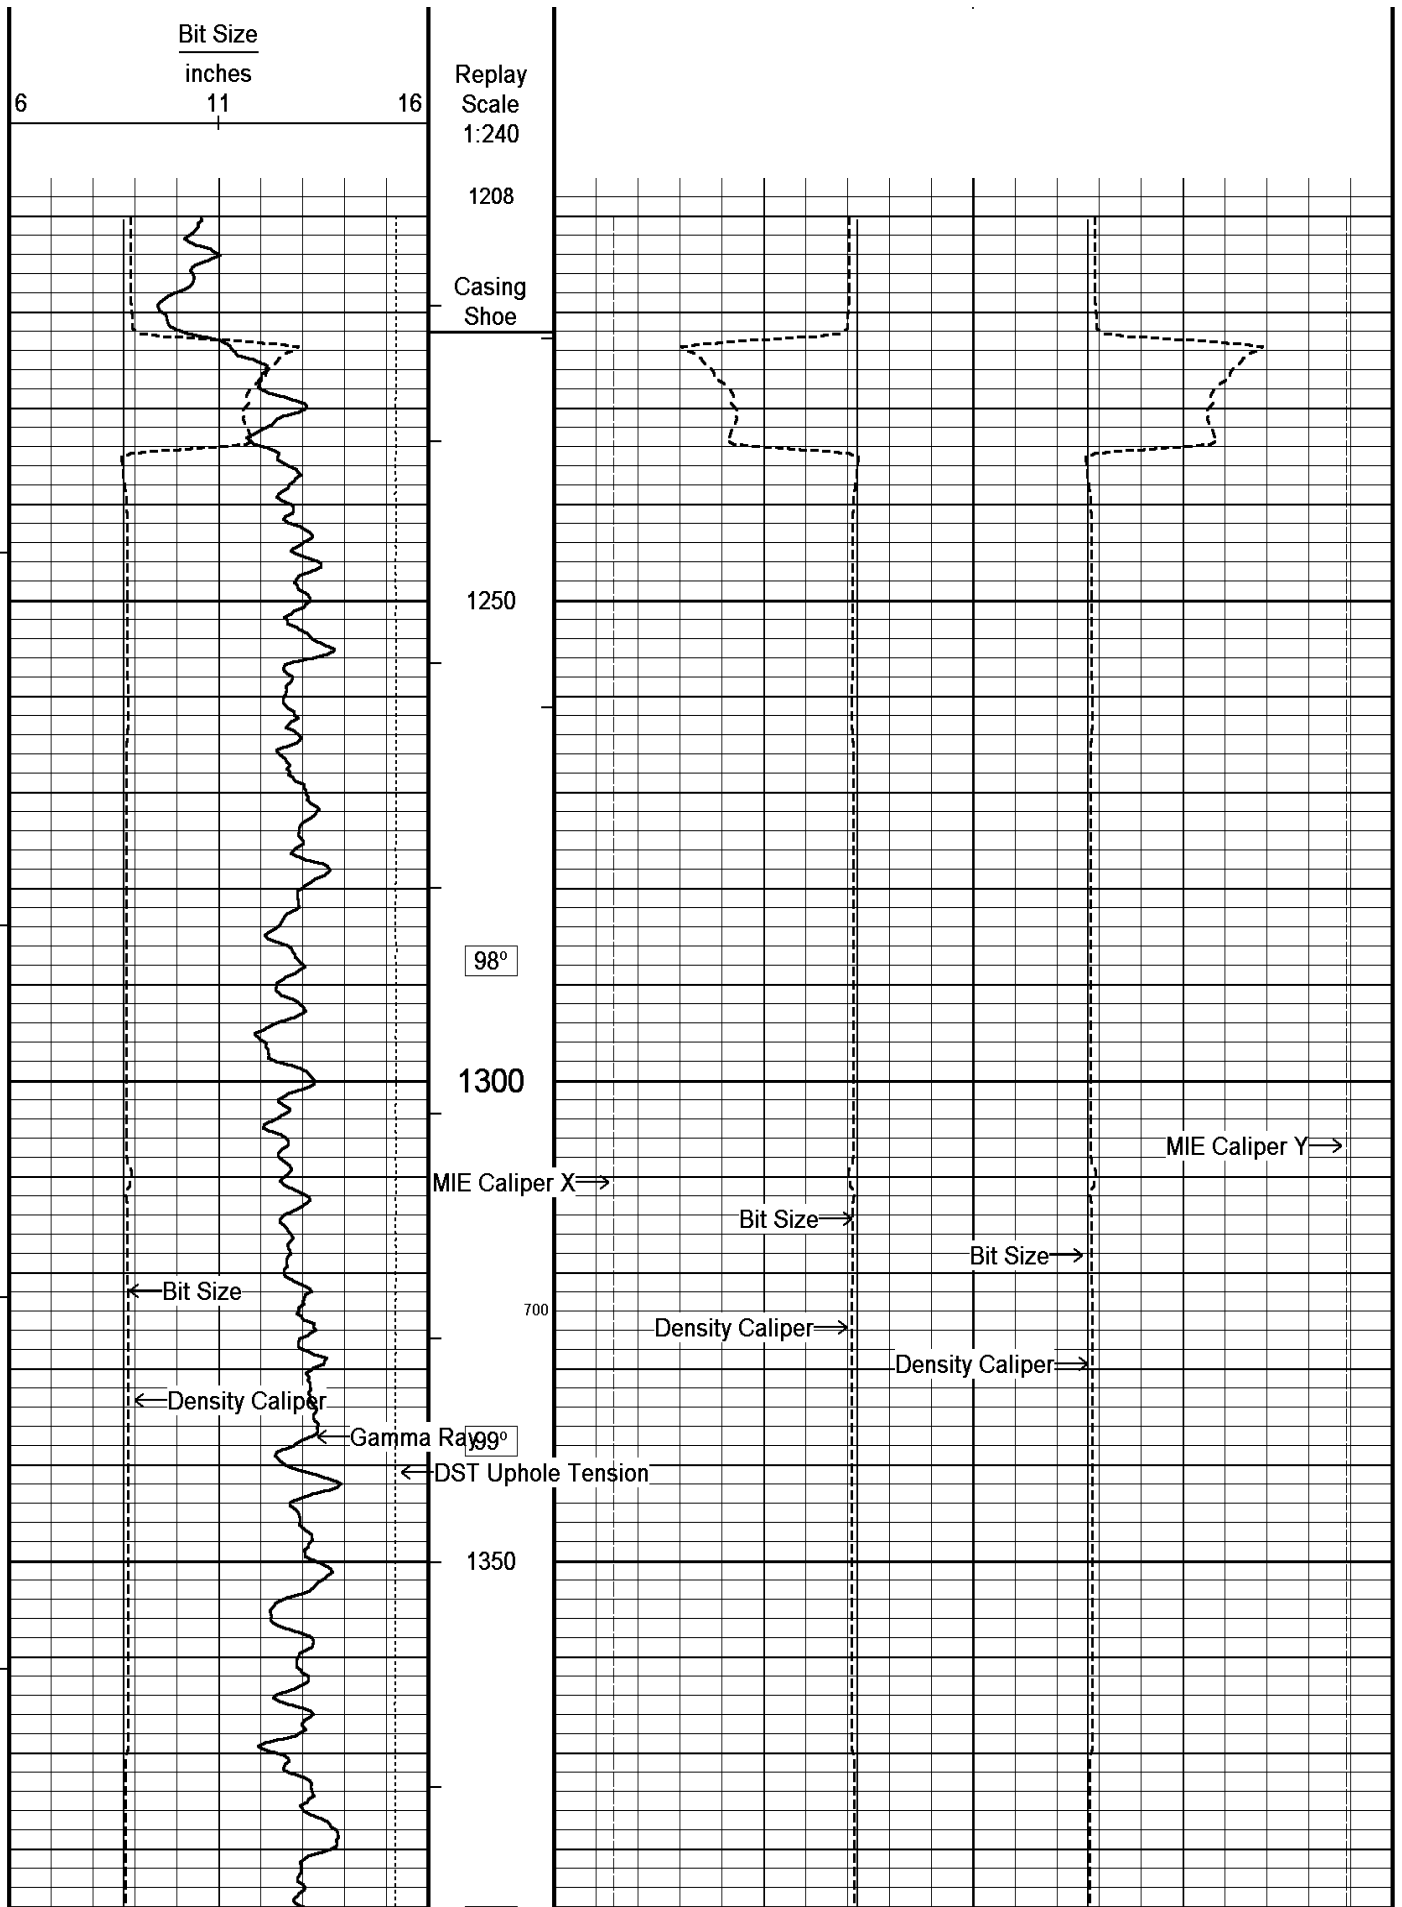 Bit Size
inches
6 11 16
Replay
Scale
1:240
1208
Casing
Shoe
1250
98º
1300
MIE Caliper Y
MIE Caliper X
Bit Size
Bit Size
Bit Size
700
Density Caliper
Density Caliper
Density Caliper
Gamma Ray
99º
DST Uphole Tension
1350